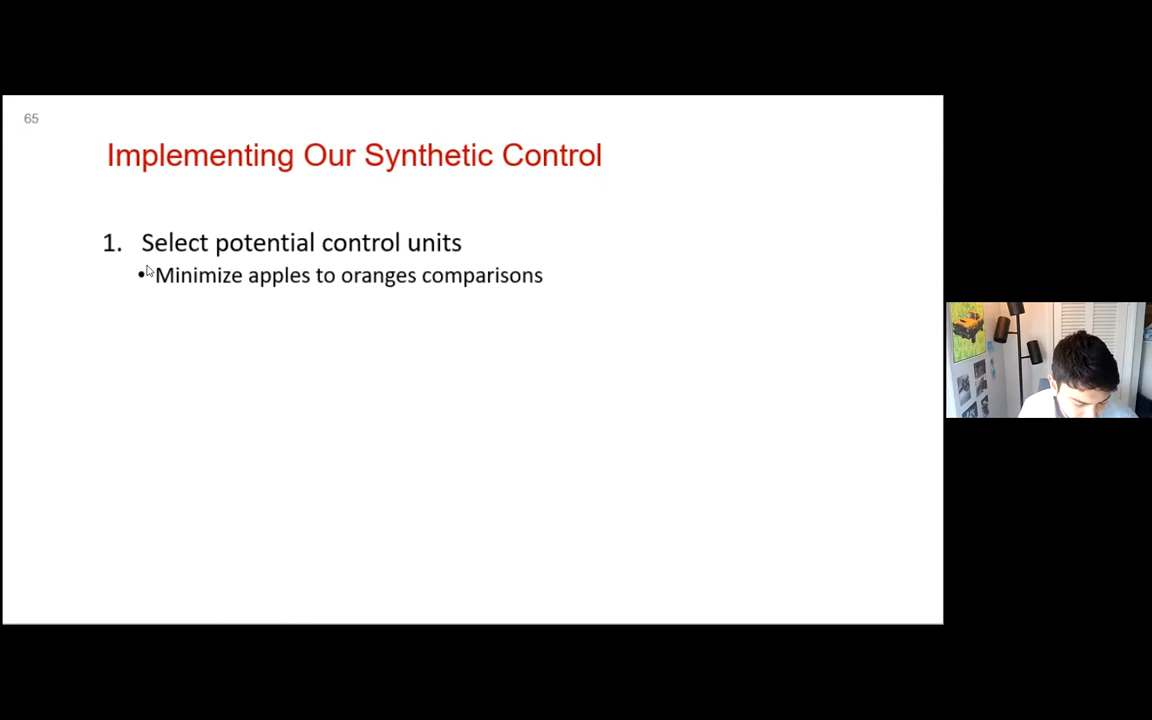 65
Implementing Our Synthetic Control
1. Select potential control units
•Minimize apples to oranges comparisons